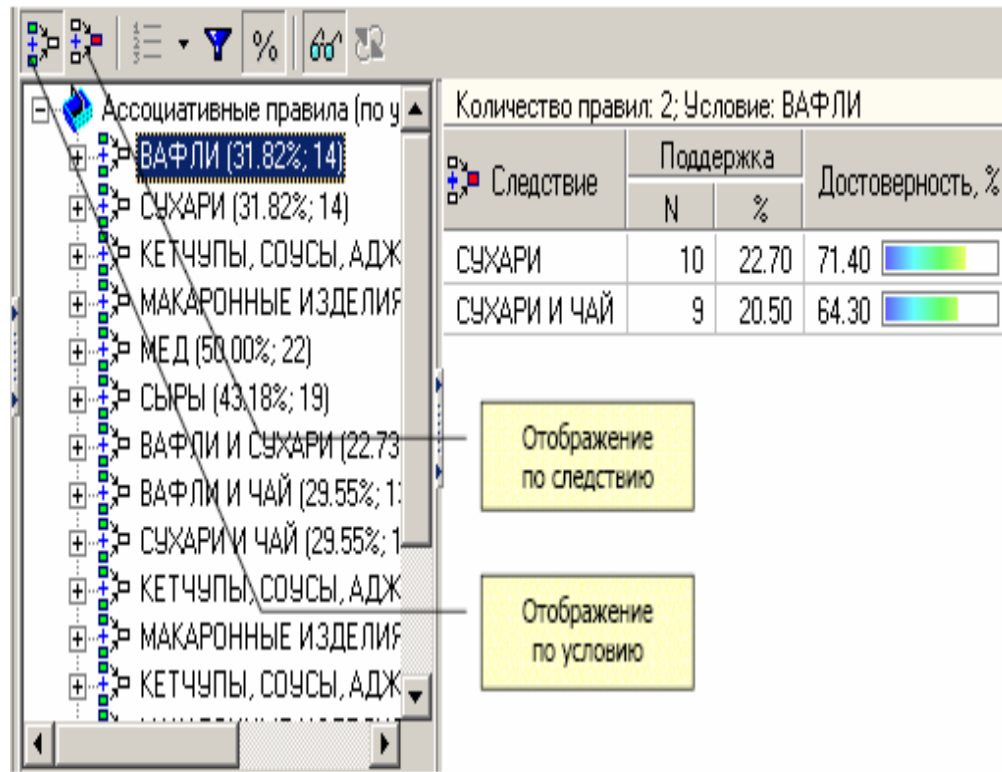 %
Ассоциативные правила (по у
ВАФЛИ (31.82%; 14)
СУХАРИ (31.82%; 14)
КЕТЧУПЫ, СОУСЫ, АДЖ
МАКАРОННЫЕ ИЗДЕЛИЯ
МЕД (50.00%; 22)
СЫРЫ (43.18%; 19)
ВАФЛИ И СУХАРИ (22.73
ВАФЛИ И ЧАЙ (29.55%; 1
СУХАРИ И ЧАЙ (29.55%; 1
КЕТЧУПЫ, СОУСЫ, АДЖ
МАКАРОННЫЕ ИЗДЕЛИЯ
КЕТЧУПЫ, СОУСЫ, АДЖ
Количество правил: 2; Условие: ВАФЛИ
Следствие Поддержка Достоверность, %
N %
СУХАРИ 10 22.70 71.40
СУХАРИ И ЧАЙ 9 20.50 64.30
Отображение
по следствию
Отображение
по условию